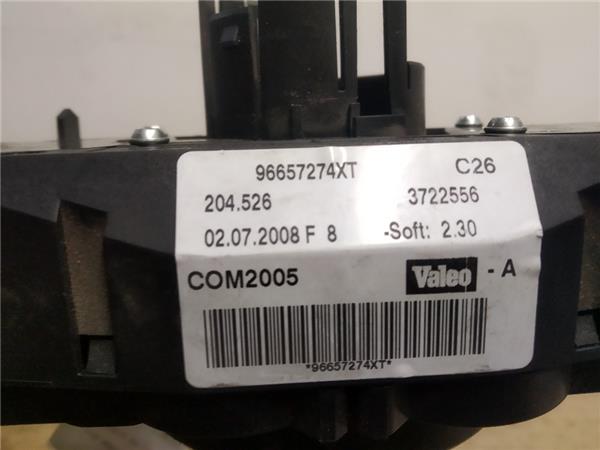 96657274XT C26
204.526 3722556
02.07.2008 F 8 -Soft: 2.30
COM2005 Valeo - A
*96657274XT*